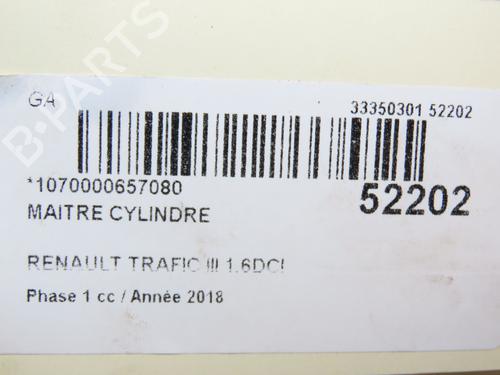 GA
33350301 52202
*1070000657080
52202
MAITRE CYLINDRE
RENAULT TRAFIC III 1.6DCI
Phase 1 cc / Année 2018
B-PARTS